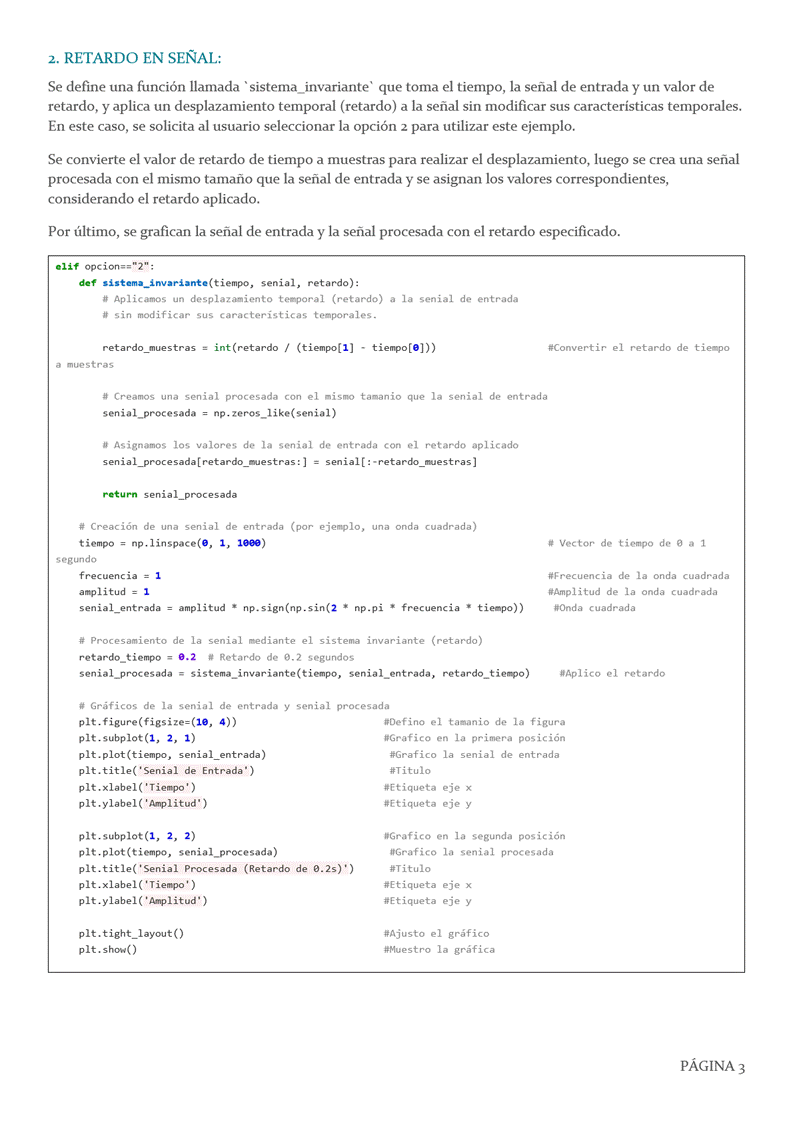 2. RETARDO EN SEÑAL:
Se define una función llamada `sistema_invariante` que toma el tiempo, la señal de entrada y un valor de
retardo, y aplica un desplazamiento temporal (retardo) a la señal sin modificar sus características temporales.
En este caso, se solicita al usuario seleccionar la opción 2 para utilizar este ejemplo.
Se convierte el valor de retardo de tiempo a muestras para realizar el desplazamiento, luego se crea una señal
procesada con el mismo tamaño que la señal de entrada y se asignan los valores correspondientes,
considerando el retardo aplicado.
Por último, se grafican la señal de entrada y la señal procesada con el retardo especificado.
elif opcion=="2":
    def sistema_invariante(tiempo, senial, retardo):
        # Aplicamos un desplazamiento temporal (retardo) a la senial de entrada
        # sin modificar sus características temporales.
        retardo_muestras = int(retardo / (tiempo[1] - tiempo[0]))                   #Convertir el retardo de tiempo
a muestras
        # Creamos una senial procesada con el mismo tamanio que la senial de entrada
        senial_procesada = np.zeros_like(senial)
        # Asignamos los valores de la senial de entrada con el retardo aplicado
        senial_procesada[retardo_muestras:] = senial[:-retardo_muestras]
        return senial_procesada
    # Creación de una senial de entrada (por ejemplo, una onda cuadrada)
    tiempo = np.linspace(0, 1, 1000)                                                # Vector de tiempo de 0 a 1
segundo
    frecuencia = 1                                                                  #Frecuencia de la onda cuadrada
    amplitud = 1                                                                    #Amplitud de la onda cuadrada
    senial_entrada = amplitud * np.sign(np.sin(2 * np.pi * frecuencia * tiempo))     #Onda cuadrada
    # Procesamiento de la senial mediante el sistema invariante (retardo)
    retardo_tiempo = 0.2  # Retardo de 0.2 segundos
    senial_procesada = sistema_invariante(tiempo, senial_entrada, retardo_tiempo)     #Aplico el retardo
    # Gráficos de la senial de entrada y senial procesada
    plt.figure(figsize=(10, 4))                         #Defino el tamanio de la figura
    plt.subplot(1, 2, 1)                                #Grafico en la primera posición
    plt.plot(tiempo, senial_entrada)                     #Grafico la senial de entrada
    plt.title('Senial de Entrada')                       #Titulo
    plt.xlabel('Tiempo')                                #Etiqueta eje x
    plt.ylabel('Amplitud')                              #Etiqueta eje y
    plt.subplot(1, 2, 2)                                #Grafico en la segunda posición
    plt.plot(tiempo, senial_procesada)                   #Grafico la senial procesada
    plt.title('Senial Procesada (Retardo de 0.2s)')      #Titulo
    plt.xlabel('Tiempo')                                #Etiqueta eje x
    plt.ylabel('Amplitud')                              #Etiqueta eje y
    plt.tight_layout()                                  #Ajusto el gráfico
    plt.show()                                          #Muestro la gráfica
PÁGINA 3